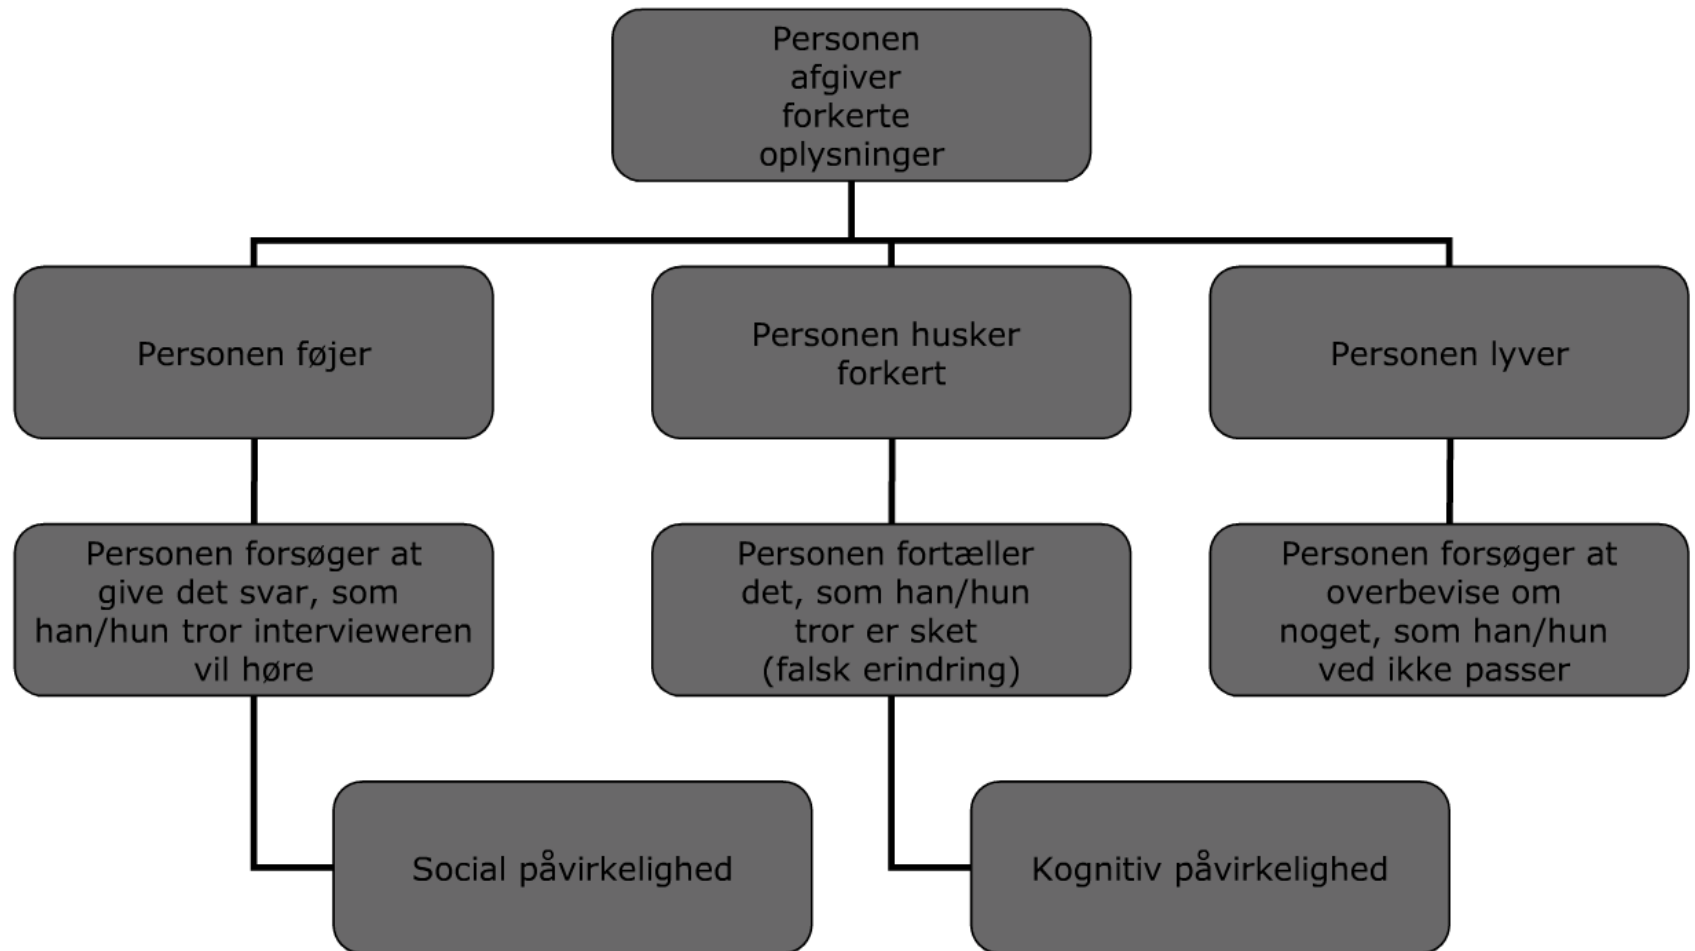 Personen
afgiver
forkerte
oplysninger
Personen føjer
Personen husker
forkert
Personen lyver
Personen forsøger at
give det svar, som
han/hun tror intervieweren
vil høre
Personen fortæller
det, som han/hun
tror er sket
(falsk erindring)
Personen forsøger at
overbevise om
noget, som han/hun
ved ikke passer
Social påvirkelighed
Kognitiv påvirkelighed